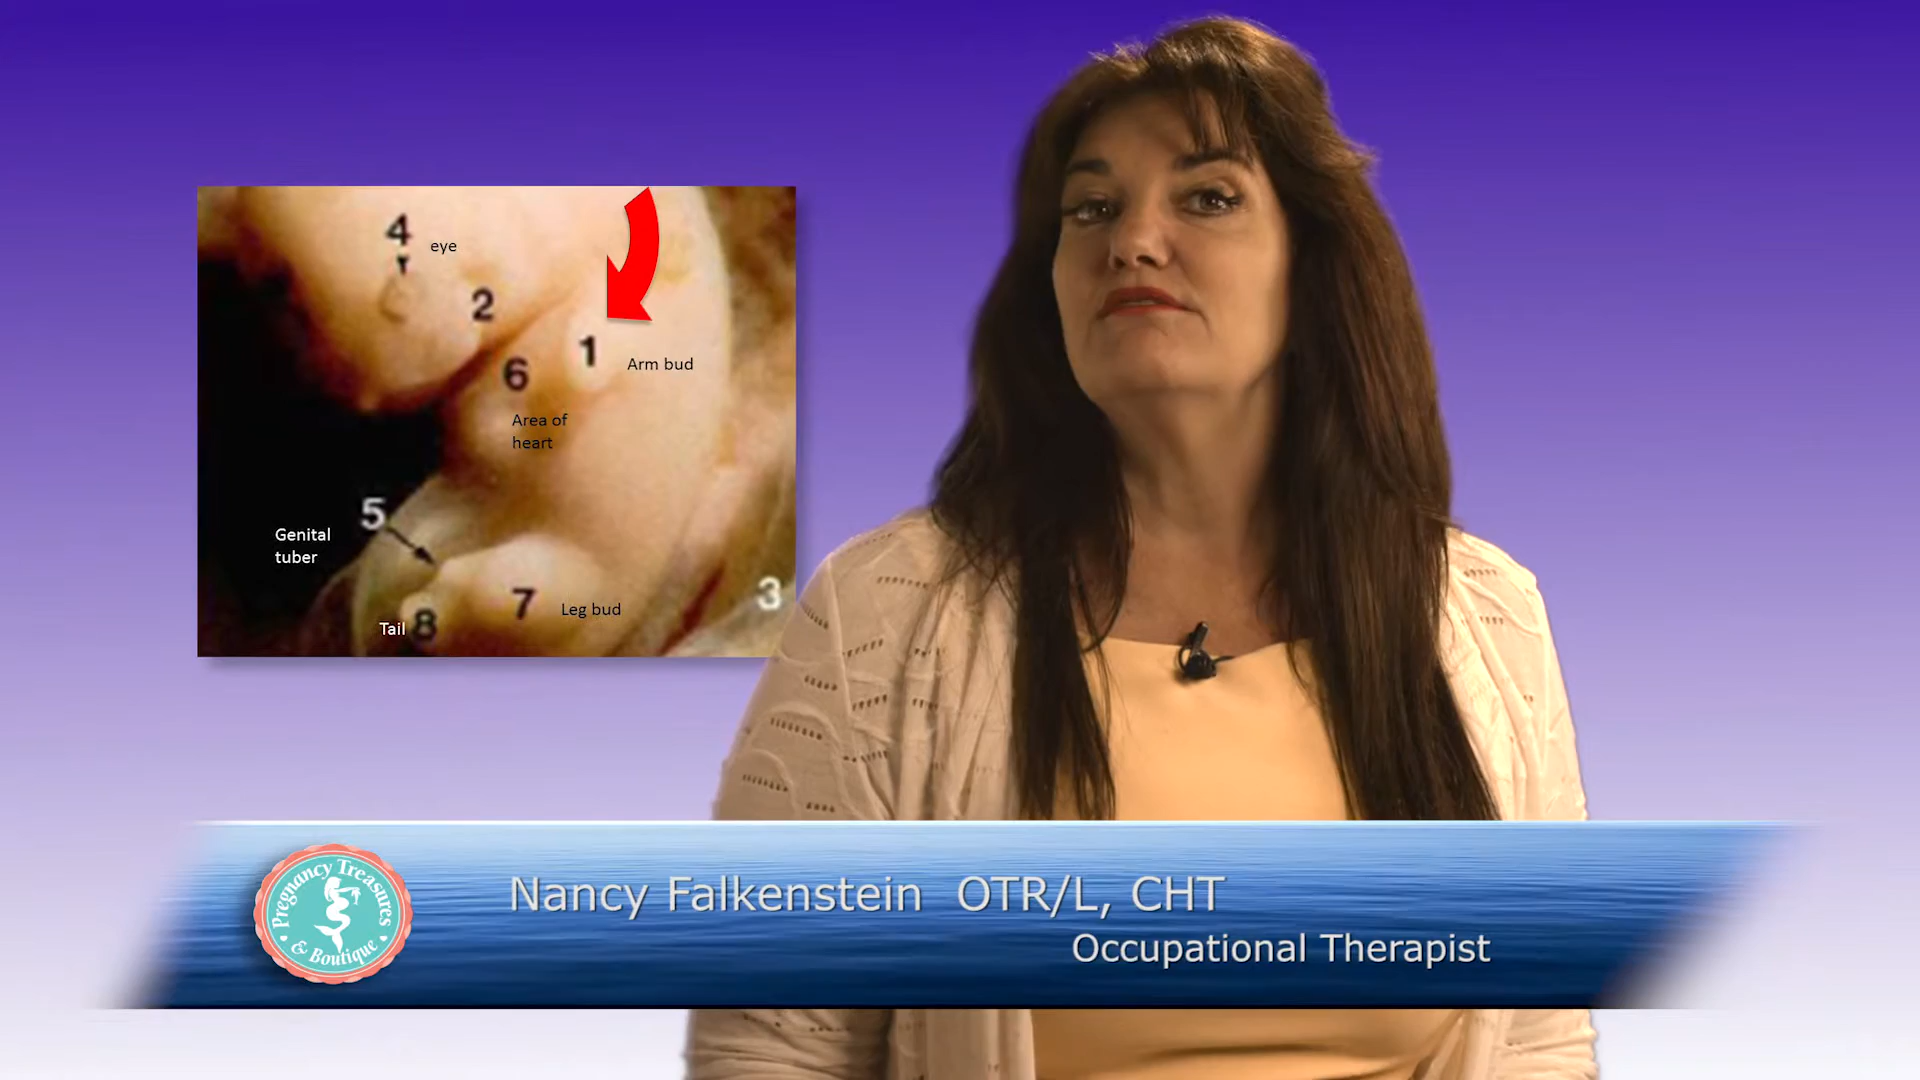 4
eye
2
1
Arm bud
6
Area of
heart
5
Genital
tuber
3
7
Leg bud
Tail
8
Pregnancy Treasures
& Boutique
Nancy Falkenstein OTR/L, CHT
Occupational Therapist